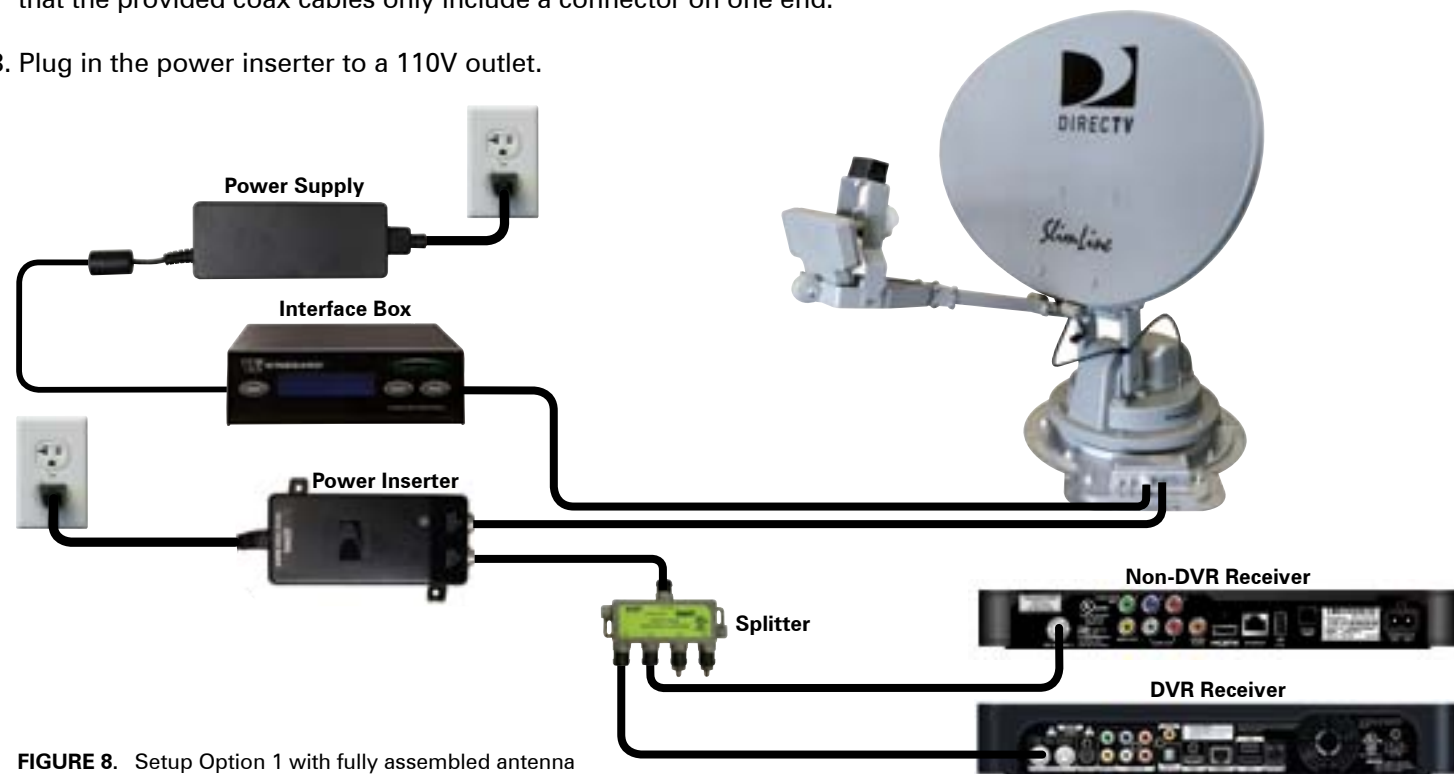 that the provided coax cables only include a connector on one end.
3. Plug in the power inserter to a 110V outlet.
DIRECTV
SlimLine
Power Supply
Interface Box
WINEGARD
Power Inserter
Splitter
Non-DVR Receiver
DVR Receiver
FIGURE 8. Setup Option 1 with fully assembled antenna